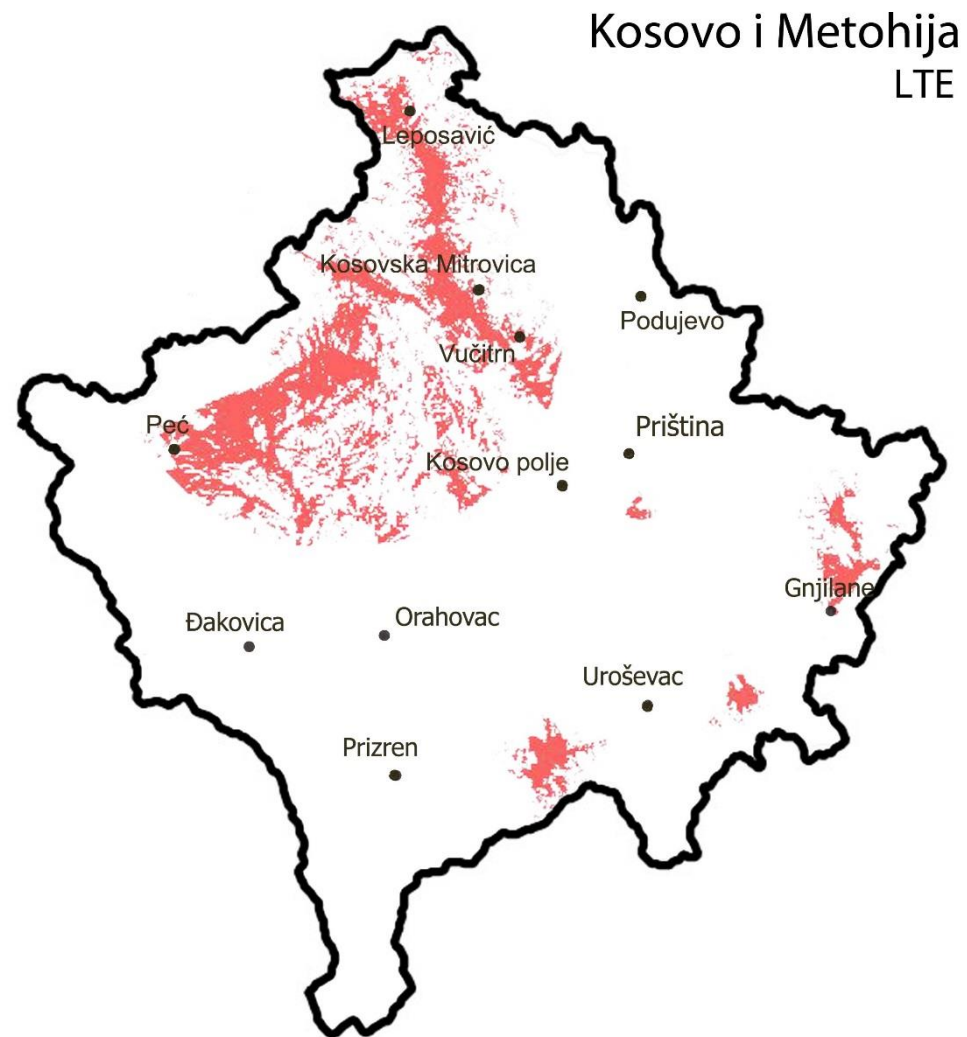 Kosovo i Metohija
LTE
Leposavić
Kosovska Mitrovica
Podujevo
Vučitrn
Peć
Priština
Kosovo polje
Gnjilane
Đakovica
Orahovac
Uroševac
Prizren